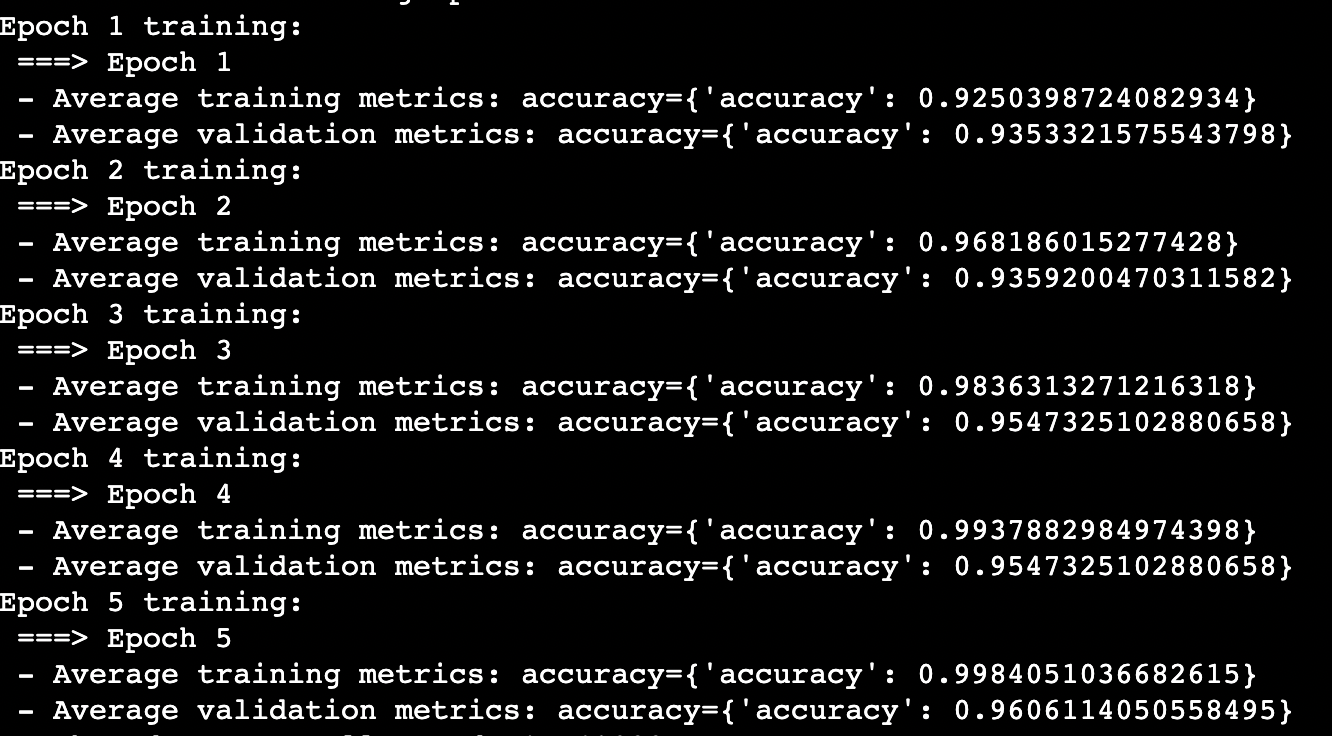 Epoch 1 training:
 ===> Epoch 1
 - Average training metrics: accuracy={'accuracy': 0.9250398724082934}
 - Average validation metrics: accuracy={'accuracy': 0.9353321575543798}
Epoch 2 training:
 ===> Epoch 2
 - Average training metrics: accuracy={'accuracy': 0.968186015277428}
 - Average validation metrics: accuracy={'accuracy': 0.9359200470311582}
Epoch 3 training:
 ===> Epoch 3
 - Average training metrics: accuracy={'accuracy': 0.9836313271216318}
 - Average validation metrics: accuracy={'accuracy': 0.9547325102880658}
Epoch 4 training:
 ===> Epoch 4
 - Average training metrics: accuracy={'accuracy': 0.9937882984974398}
 - Average validation metrics: accuracy={'accuracy': 0.9547325102880658}
Epoch 5 training:
 ===> Epoch 5
 - Average training metrics: accuracy={'accuracy': 0.9984051036682615}
 - Average validation metrics: accuracy={'accuracy': 0.9606114050558495}